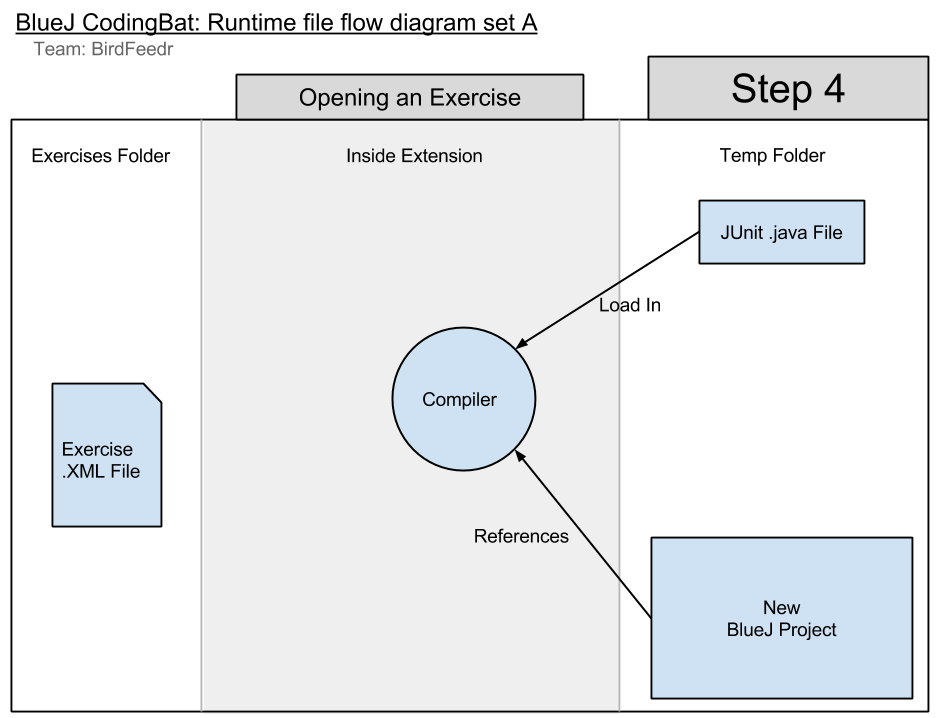 BlueJ CodingBat: Runtime file flow diagram set A
Team: BirdFeedr
Opening an Exercise
Step 4
Exercises Folder
Inside Extension
Temp Folder
JUnit .java File
Load In
Compiler
Exercise
.XML File
References
New
BlueJ Project